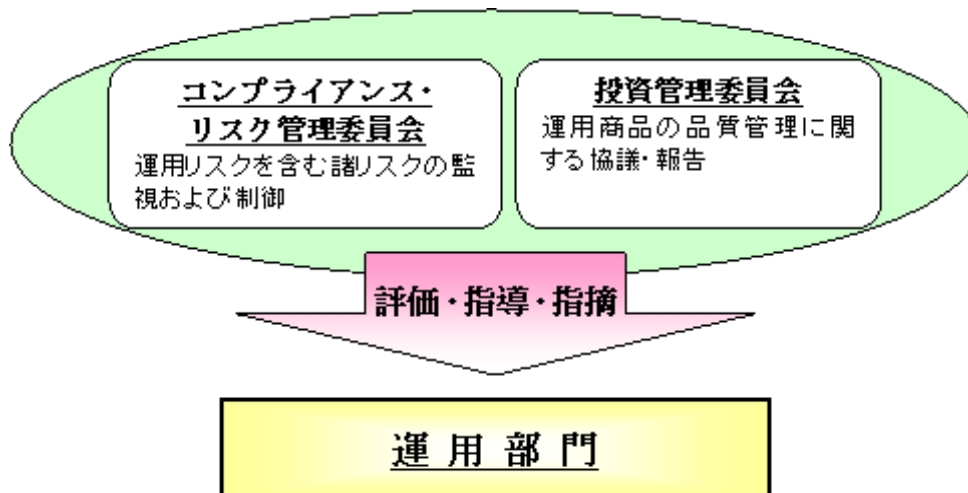 コンプライアンス・
リスク管理委員会
運用リスクを含む諸リスクの監
視および制御
投資管理委員会
運用商品の品質管理に関
する協議・報告
評価・指導・指摘
運用部門